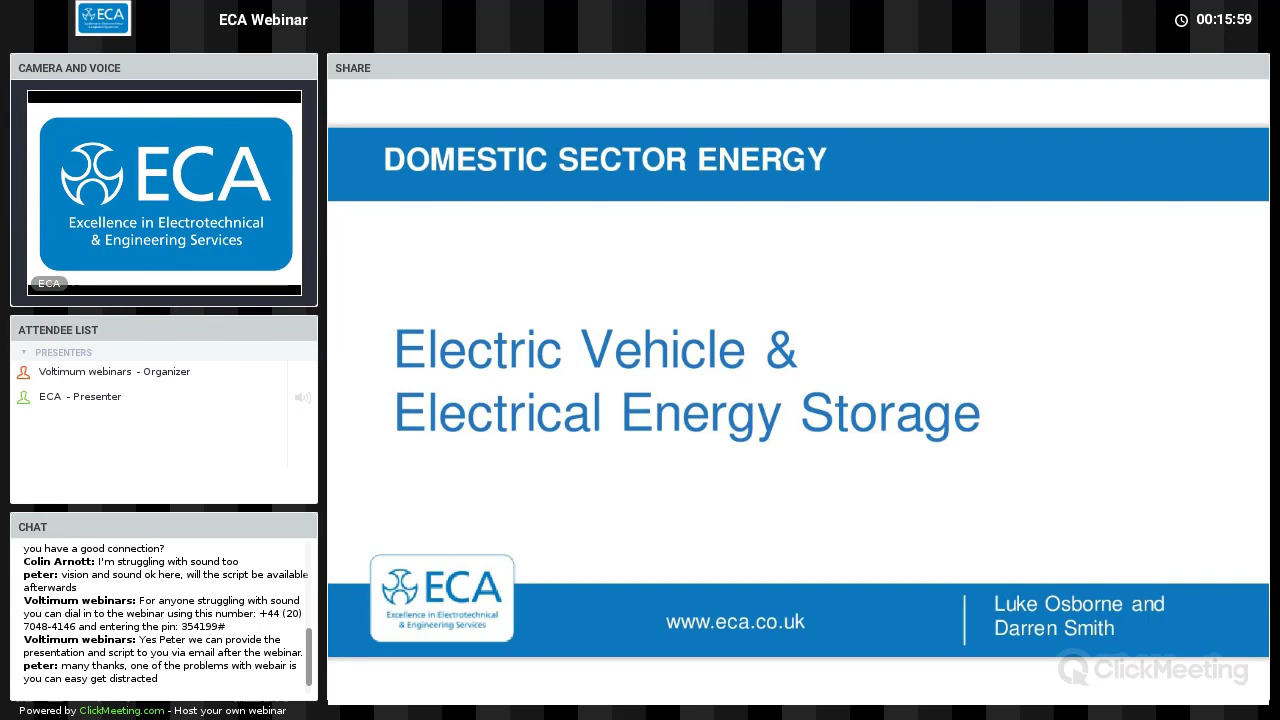 ECA
Excellence in Electrotechnical
& Engineering Services
ECA Webinar
00:15:59
CAMERA AND VOICE
ECA
Excellence in Electrotechnical
& Engineering Services
ECA
ATTENDEE LIST
PRESENTERS
Voltimum webinars - Organizer
ECA - Presenter
CHAT
you have a good connection?
Colin Arnott: I'm struggling with sound too
peter: vision and sound ok here, will the script be available
afterwards
Voltimum webinars: For anyone struggling with sound
you can dial in to the webinar using this number: +44 (20)
7048-4146 and entering the pin: 354199#
Voltimum webinars: Yes Peter we can provide the
presentation and script to you via email after the webinar.
peter: many thanks, one of the problems with webair is
you can easy get distracted
Powered by ClickMeeting.com - Host your own webinar
SHARE
DOMESTIC SECTOR ENERGY
Electric Vehicle &
Electrical Energy Storage
ECA
Excellence in Electrotechnical
& Engineering Services
www.eca.co.uk
Luke Osborne and
Darren Smith
ClickMeeting